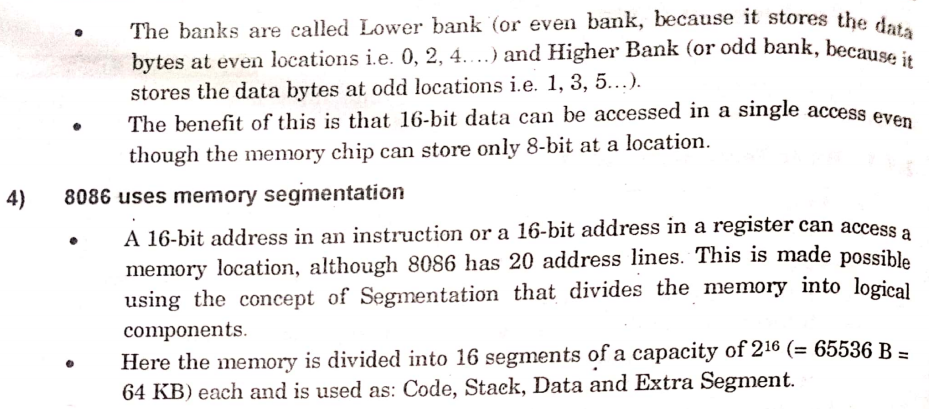 • The banks are called Lower bank (or even bank, because it stores the data
bytes at even locations i.e. 0, 2, 4....) and Higher Bank (or odd bank, because it
stores the data bytes at odd locations i.e. 1, 3, 5...).
• The benefit of this is that 16-bit data can be accessed in a single access even
though the memory chip can store only 8-bit at a location.
4) 8086 uses memory segmentation
• A 16-bit address in an instruction or a 16-bit address in a register can access a
memory location, although 8086 has 20 address lines. This is made possible
using the concept of Segmentation that divides the memory into logical
components.
• Here the memory is divided into 16 segments of a capacity of 2¹⁶ (= 65536 B =
64 KB) each and is used as: Code, Stack, Data and Extra Segment.